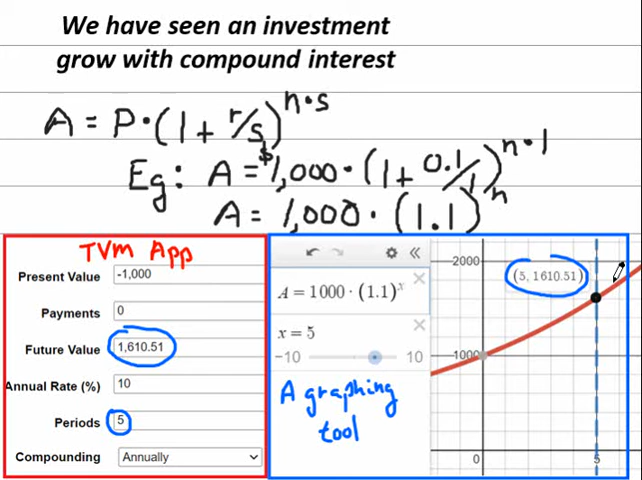 We have seen an investment
grow with compound interest
A = P·(1 + r/s)^n·s
Eg: A = $1,000·(1 + 0.1/1)^n·1
A = 1,000·(1.1)^n
TVM App
Present Value -1,000
Payments 0
Future Value 1,610.51
Annual Rate (%) 10
Periods 5
Compounding Annually
A = 1000·(1.1)^x
x = 5
-10 10
A graphing
tool
2000
(5, 1610.51)
1000
0 5